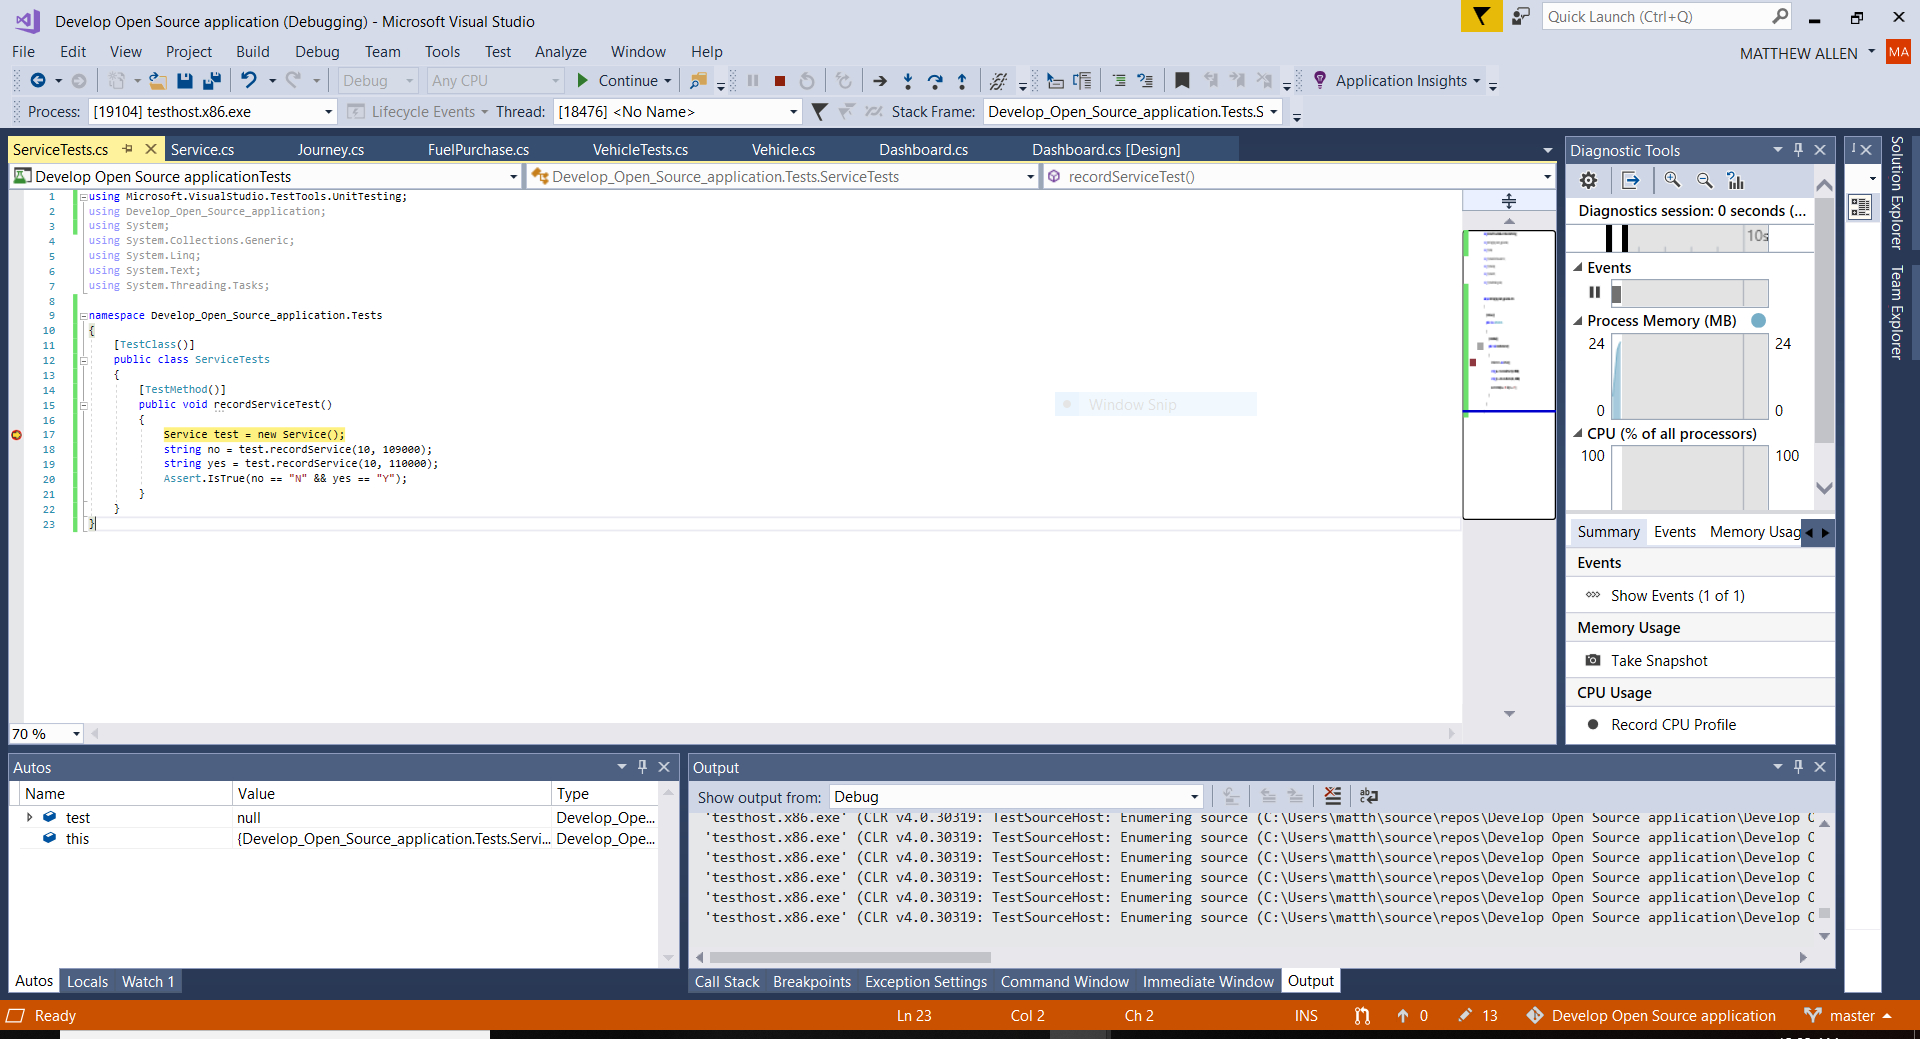 Develop Open Source application (Debugging) - Microsoft Visual Studio
Quick Launch (Ctrl+Q)
File Edit View Project Build Debug Team Tools Test Analyze Window Help
MATTHEW ALLEN MA
Debug Any CPU Continue Application Insights
Process: [19104] testhost.x86.exe Lifecycle Events Thread: [18476] <No Name> Stack Frame: Develop_Open_Source_application.Tests.S
ServiceTests.cs Service.cs Journey.cs FuelPurchase.cs VehicleTests.cs Vehicle.cs Dashboard.cs Dashboard.cs [Design]
Develop Open Source applicationTests Develop_Open_Source_application.Tests.ServiceTests recordServiceTest()
1 using Microsoft.VisualStudio.TestTools.UnitTesting;
2 using Develop_Open_Source_application;
3 using System;
4 using System.Collections.Generic;
5 using System.Linq;
6 using System.Text;
7 using System.Threading.Tasks;
8
9 namespace Develop_Open_Source_application.Tests
10 {
11 [TestClass()]
12 public class ServiceTests
13 {
14 [TestMethod()]
15 public void recordServiceTest()
16 {
17 Service test = new Service();
18 string no = test.recordService(10, 109000);
19 string yes = test.recordService(10, 110000);
20 Assert.IsTrue(no == "N" && yes == "Y");
21 }
22 }
23 }
Window Snip
70 %
Diagnostic Tools
Diagnostics session: 0 seconds (...
10s
Events
Process Memory (MB)
24 24
0 0
CPU (% of all processors)
100 100
Summary Events Memory Usag
Events
Show Events (1 of 1)
Memory Usage
Take Snapshot
CPU Usage
Record CPU Profile
Solution Explorer
Team Explorer
Autos
Name Value Type
test null Develop_Ope...
this {Develop_Open_Source_application.Tests.Servi... Develop_Ope...
Autos Locals Watch 1
Output
Show output from: Debug
'testhost.x86.exe' (CLR v4.0.30319: TestSourceHost: Enumering source (C:\Users\matth\source\repos\Develop Open Source application\Develop O
'testhost.x86.exe' (CLR v4.0.30319: TestSourceHost: Enumering source (C:\Users\matth\source\repos\Develop Open Source application\Develop O
'testhost.x86.exe' (CLR v4.0.30319: TestSourceHost: Enumering source (C:\Users\matth\source\repos\Develop Open Source application\Develop O
'testhost.x86.exe' (CLR v4.0.30319: TestSourceHost: Enumering source (C:\Users\matth\source\repos\Develop Open Source application\Develop O
'testhost.x86.exe' (CLR v4.0.30319: TestSourceHost: Enumering source (C:\Users\matth\source\repos\Develop Open Source application\Develop O
'testhost.x86.exe' (CLR v4.0.30319: TestSourceHost: Enumering source (C:\Users\matth\source\repos\Develop Open Source application\Develop O
Call Stack Breakpoints Exception Settings Command Window Immediate Window Output
Ready Ln 23 Col 2 Ch 2 INS 0 13 Develop Open Source application master